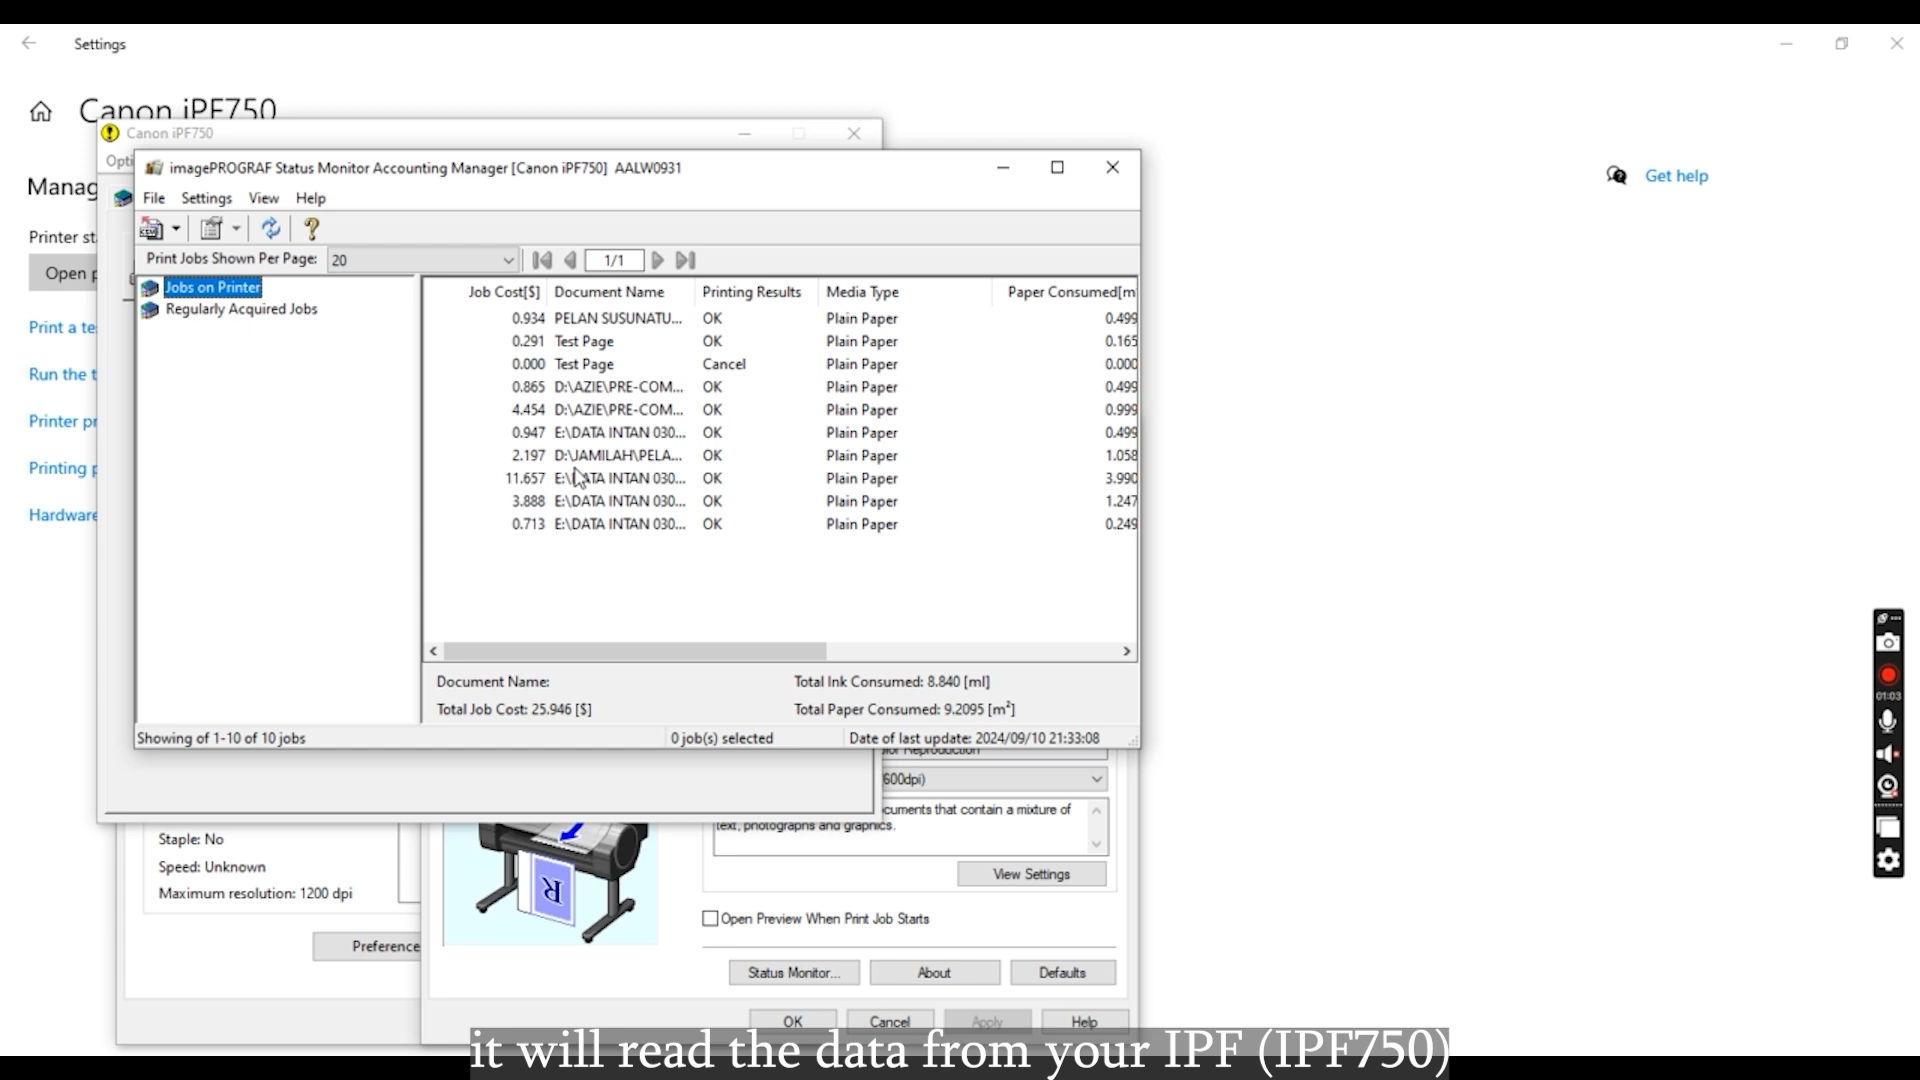 Settings
Canon iPF750
Get help
Manag
Printer st
Open p
Print a te
Run the t
Printer pr
Printing p
Hardware
Canon iPF750
Opti
imagePROGRAF Status Monitor Accounting Manager [Canon iPF750] AALW0931
File Settings View Help
Print Jobs Shown Per Page: 20 1/1
Jobs on Printer
Regularly Acquired Jobs
Job Cost[$] Document Name Printing Results Media Type Paper Consumed[m
0.934 PELAN SUSUNATU... OK Plain Paper 0.499
0.291 Test Page OK Plain Paper 0.165
0.000 Test Page Cancel Plain Paper 0.000
0.865 D:\AZIE\PRE-COM... OK Plain Paper 0.499
4.454 D:\AZIE\PRE-COM... OK Plain Paper 0.999
0.947 E:\DATA INTAN 030... OK Plain Paper 0.499
2.197 D:\JAMILAH\PELA... OK Plain Paper 1.058
11.657 E:\DATA INTAN 030... OK Plain Paper 3.990
3.888 E:\DATA INTAN 030... OK Plain Paper 1.247
0.713 E:\DATA INTAN 030... OK Plain Paper 0.249
Document Name: Total Ink Consumed: 8.840 [ml]
Total Job Cost: 25.946 [$] Total Paper Consumed: 9.2095 [m²]
Showing of 1-10 of 10 jobs 0 job(s) selected Date of last update: 2024/09/10 21:33:08
600dpi)
cuments that contain a mixture of
text, photographs and graphics.
View Settings
Staple: No
Speed: Unknown
Maximum resolution: 1200 dpi
Preference
R
Open Preview When Print Job Starts
Status Monitor... About Defaults
OK Cancel Apply Help
01:03
it will read the data from your IPF (IPF750)